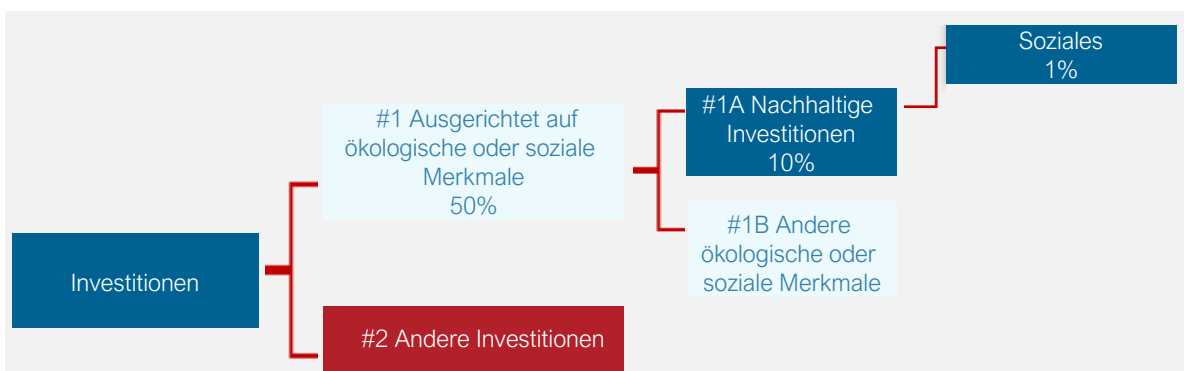 Soziales
1%
#1A Nachhaltige
Investitionen
10%
#1 Ausgerichtet auf
ökologische oder soziale
Merkmale
50%
#1B Andere
ökologische oder
soziale Merkmale
Investitionen
#2 Andere Investitionen